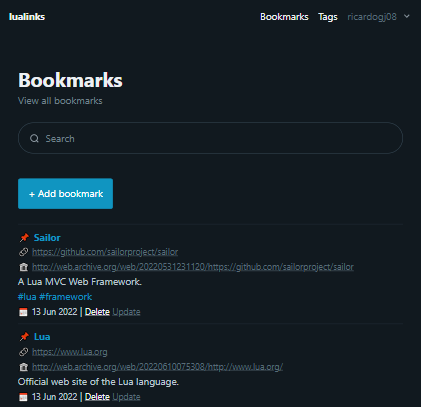 lualinks
Bookmarks Tags ricardogj08
Bookmarks
View all bookmarks
Search
+ Add bookmark
Sailor
https://github.com/sailorproject/sailor
http://web.archive.org/web/20220531231120/https://github.com/sailorproject/sailor
A Lua MVC Web Framework.
#lua #framework
13 Jun 2022 | Delete Update
Lua
https://www.lua.org
http://web.archive.org/web/20220610075308/http://www.lua.org/
Official web site of the Lua language.
13 Jun 2022 | Delete Update